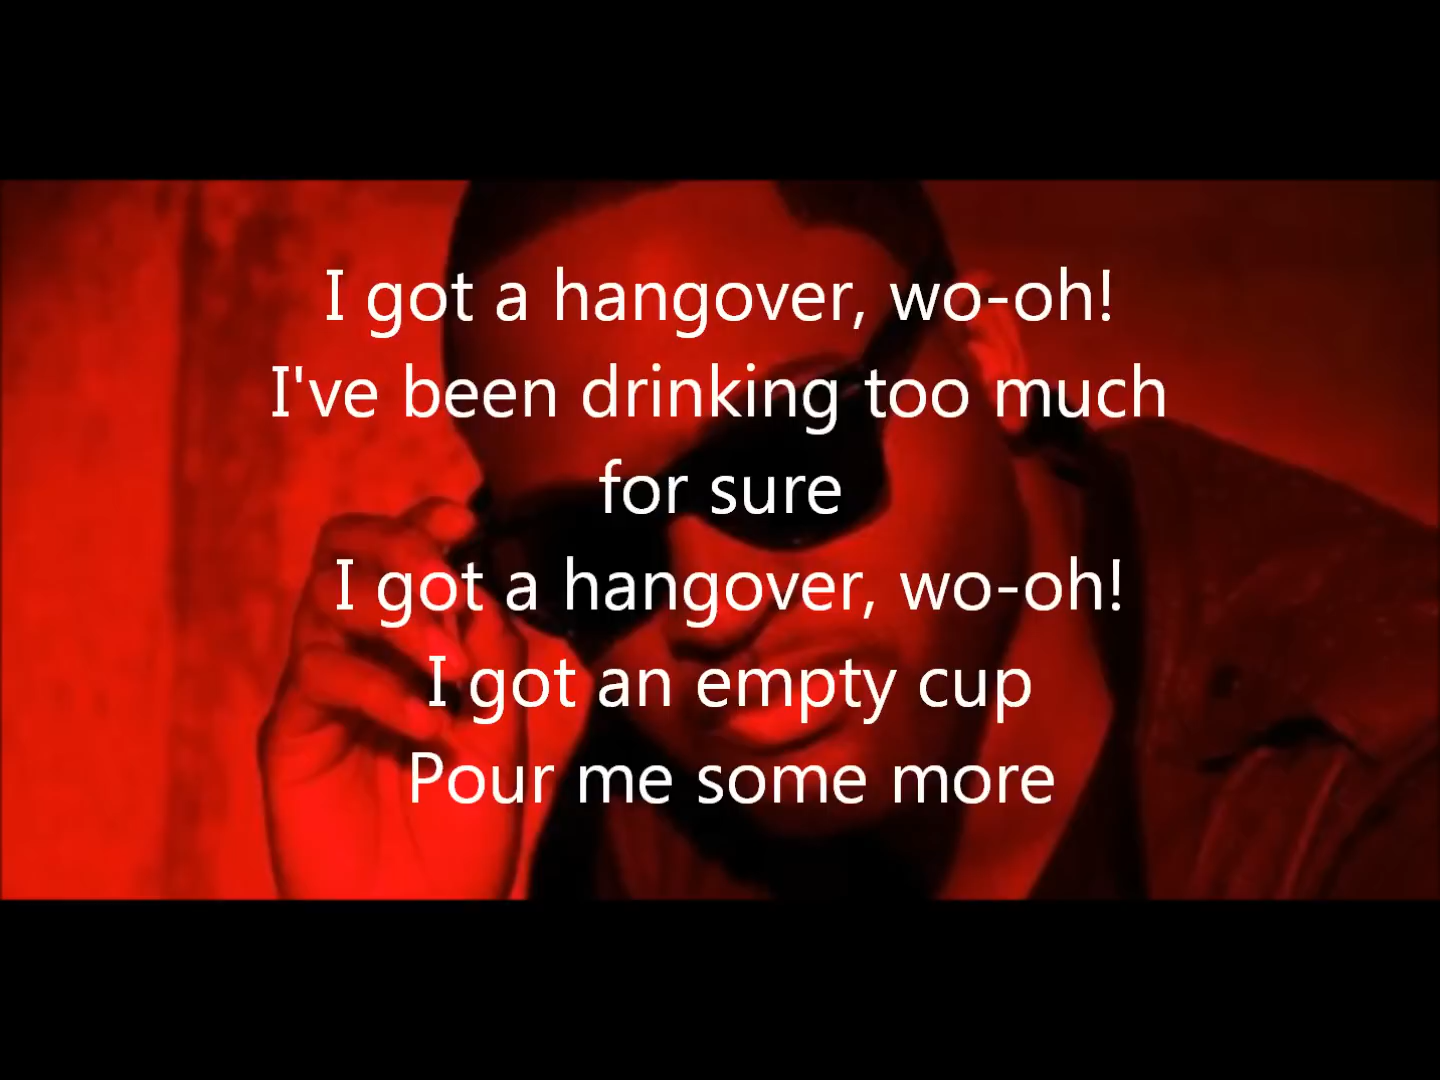 I got a hangover, wo-oh!
I've been drinking too much
for sure
I got a hangover, wo-oh!
I got an empty cup
Pour me some more